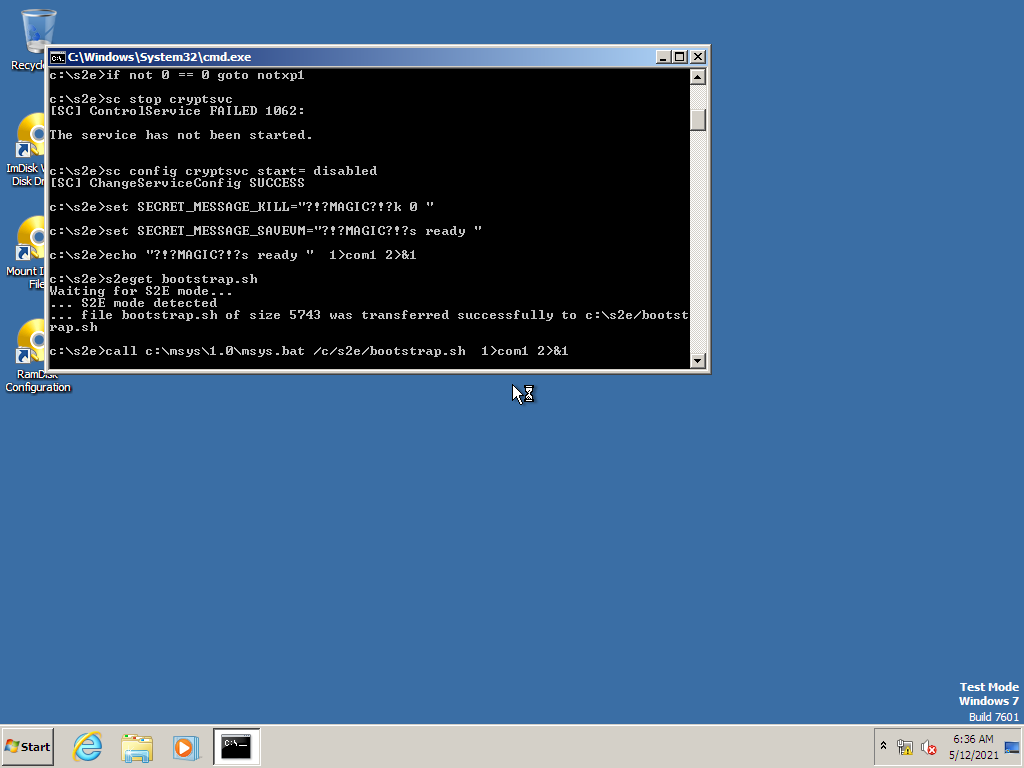 Recyc
C:\Windows\System32\cmd.exe
c:\s2e>if not 0 == 0 goto notxp1
c:\s2e>sc stop cryptsvc
[SC] ControlService FAILED 1062:
The service has not been started.
c:\s2e>sc config cryptsvc start= disabled
[SC] ChangeServiceConfig SUCCESS
c:\s2e>set SECRET_MESSAGE_KILL="?!?MAGIC?!?k 0 "
c:\s2e>set SECRET_MESSAGE_SAVEVM="?!?MAGIC?!?s ready "
c:\s2e>echo "?!?MAGIC?!?s ready "  1>com1 2>&1
c:\s2e>s2eget bootstrap.sh
Waiting for S2E mode...
... S2E mode detected
... file bootstrap.sh of size 5743 was transferred successfully to c:\s2e/bootst
rap.sh
c:\s2e>call c:\msys\1.0\msys.bat /c/s2e/bootstrap.sh  1>com1 2>&1
ImDisk
Disk Dr
Mount I
File
RamDisk
Configuration
Test Mode
Windows 7
Build 7601
Start
C:\_
6:36 AM
5/12/2021